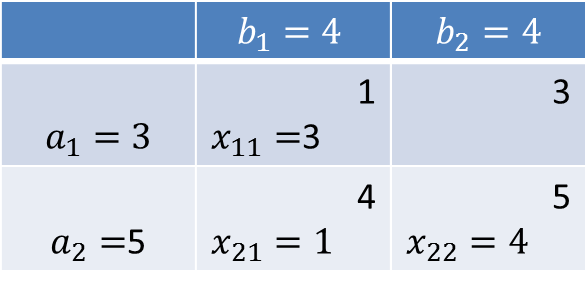 b₁ = 4 b₂ = 4
1 3
a₁ = 3 x₁₁ =3
4 5
a₂ =5 x₂₁ = 1 x₂₂ = 4